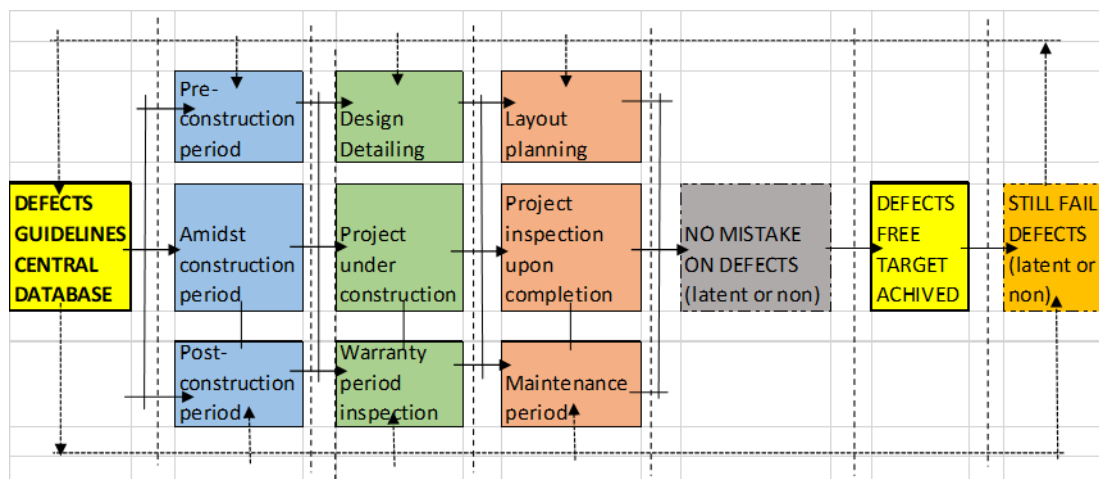 Pre-
construction
period
Design
Detailing
Layout
planning
DEFECTS
GUIDELINES
CENTRAL
DATABASE
Amidst
construction
period
Project
under
construction
Project
inspection
upon
completion
NO MISTAKE
ON DEFECTS
(latent or non)
DEFECTS
FREE
TARGET
ACHIVED
STILL FAIL
DEFECTS
(latent or
non)
Post-
construction
period
Warranty
period
inspection
Maintenance
period